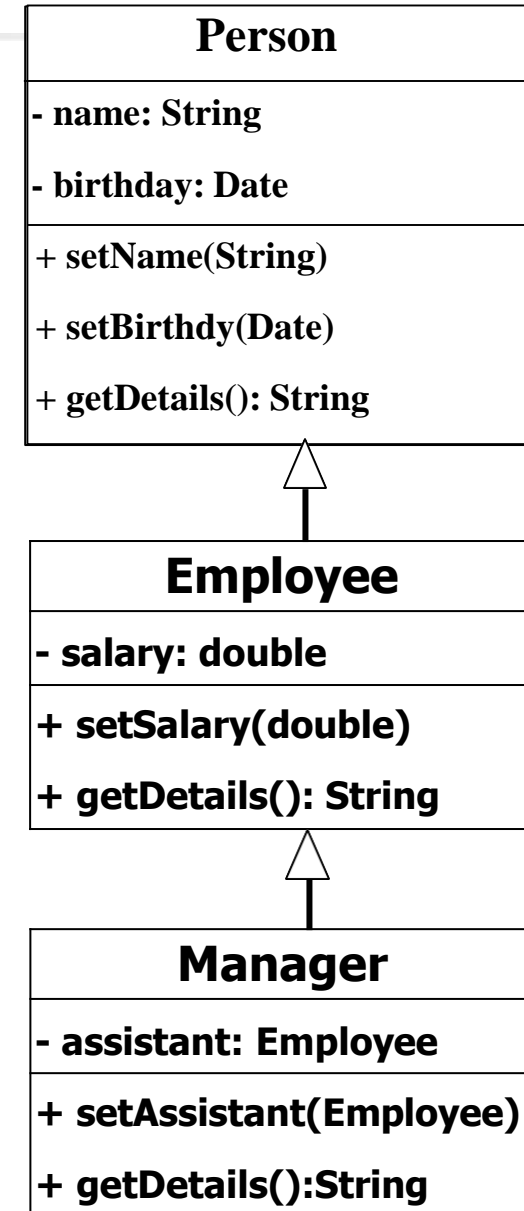 Person
- name: String
- birthday: Date
+ setName(String)
+ setBirthdy(Date)
+ getDetails(): String
Employee
- salary: double
+ setSalary(double)
+ getDetails(): String
Manager
- assistant: Employee
+ setAssistant(Employee)
+ getDetails():String